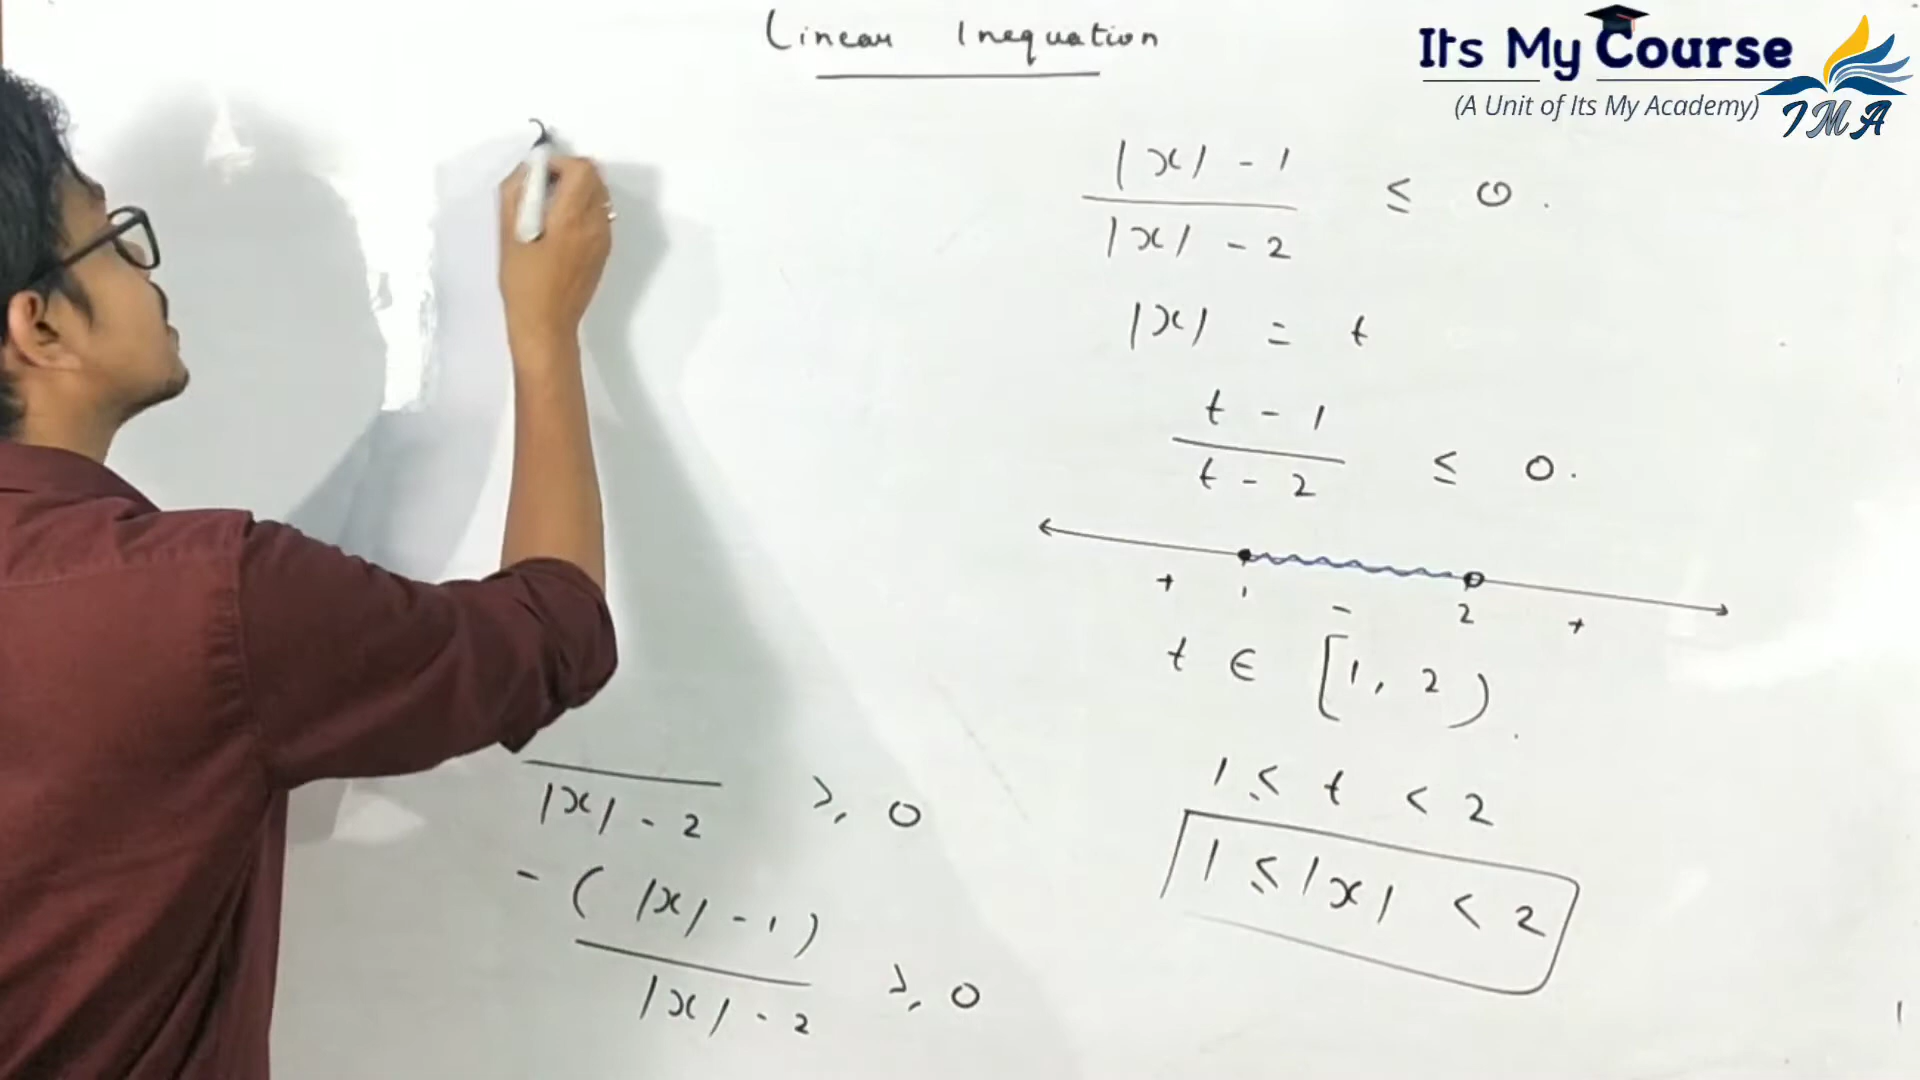 Linear Inequation
Its My Course
(A Unit of Its My Academy)
IMA
|x| - 1
|x| - 2
≤ 0.
|x| = t
t - 1
t - 2
≤ 0.
+ 1 - 2 +
t ∈ [1, 2).
1 ≤ t < 2
1 ≤ |x| < 2
|x| - 2 ≥ 0
- (|x| - 1)
|x| - 2
≥ 0